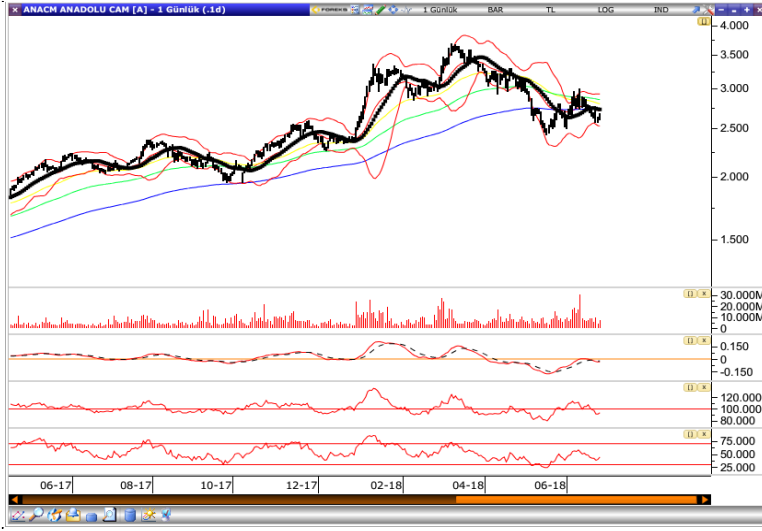 ANACM ANADOLU CAM [A] - 1 Günlük (.1d)
FOREKS
1 Günlük BAR TL LOG IND
4.000
3.500
3.000
2.500
2.000
1.500
30.000M
20.000M
10.000M
0
0.150
0
-0.150
120.000
100.000
80.000
75.000
50.000
25.000
06-17 08-17 10-17 12-17 02-18 04-18 06-18